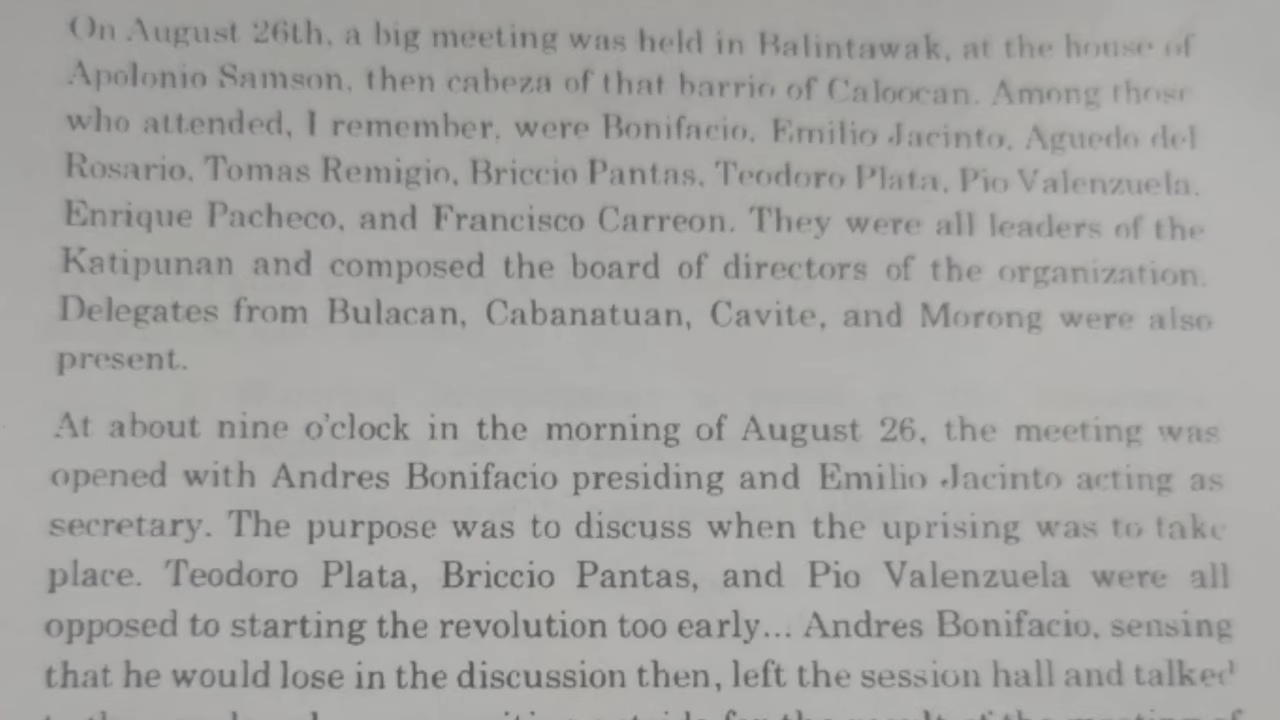 On August 26th, a big meeting was held in Balintawak, at the house of
Apolonio Samson, then cabeza of that barrio of Caloocan. Among those
who attended, I remember, were Bonifacio, Emilio Jacinto, Aguedo del
Rosario, Tomas Remigio, Briccio Pantas, Teodoro Plata, Pio Valenzuela,
Enrique Pacheco, and Francisco Carreon. They were all leaders of the
Katipunan and composed the board of directors of the organization.
Delegates from Bulacan, Cabanatuan, Cavite, and Morong were also
present.
At about nine o'clock in the morning of August 26, the meeting was
opened with Andres Bonifacio presiding and Emilio Jacinto acting as
secretary. The purpose was to discuss when the uprising was to take
place. Teodoro Plata, Briccio Pantas, and Pio Valenzuela were all
opposed to starting the revolution too early... Andres Bonifacio, sensing
that he would lose in the discussion then, left the session hall and talked